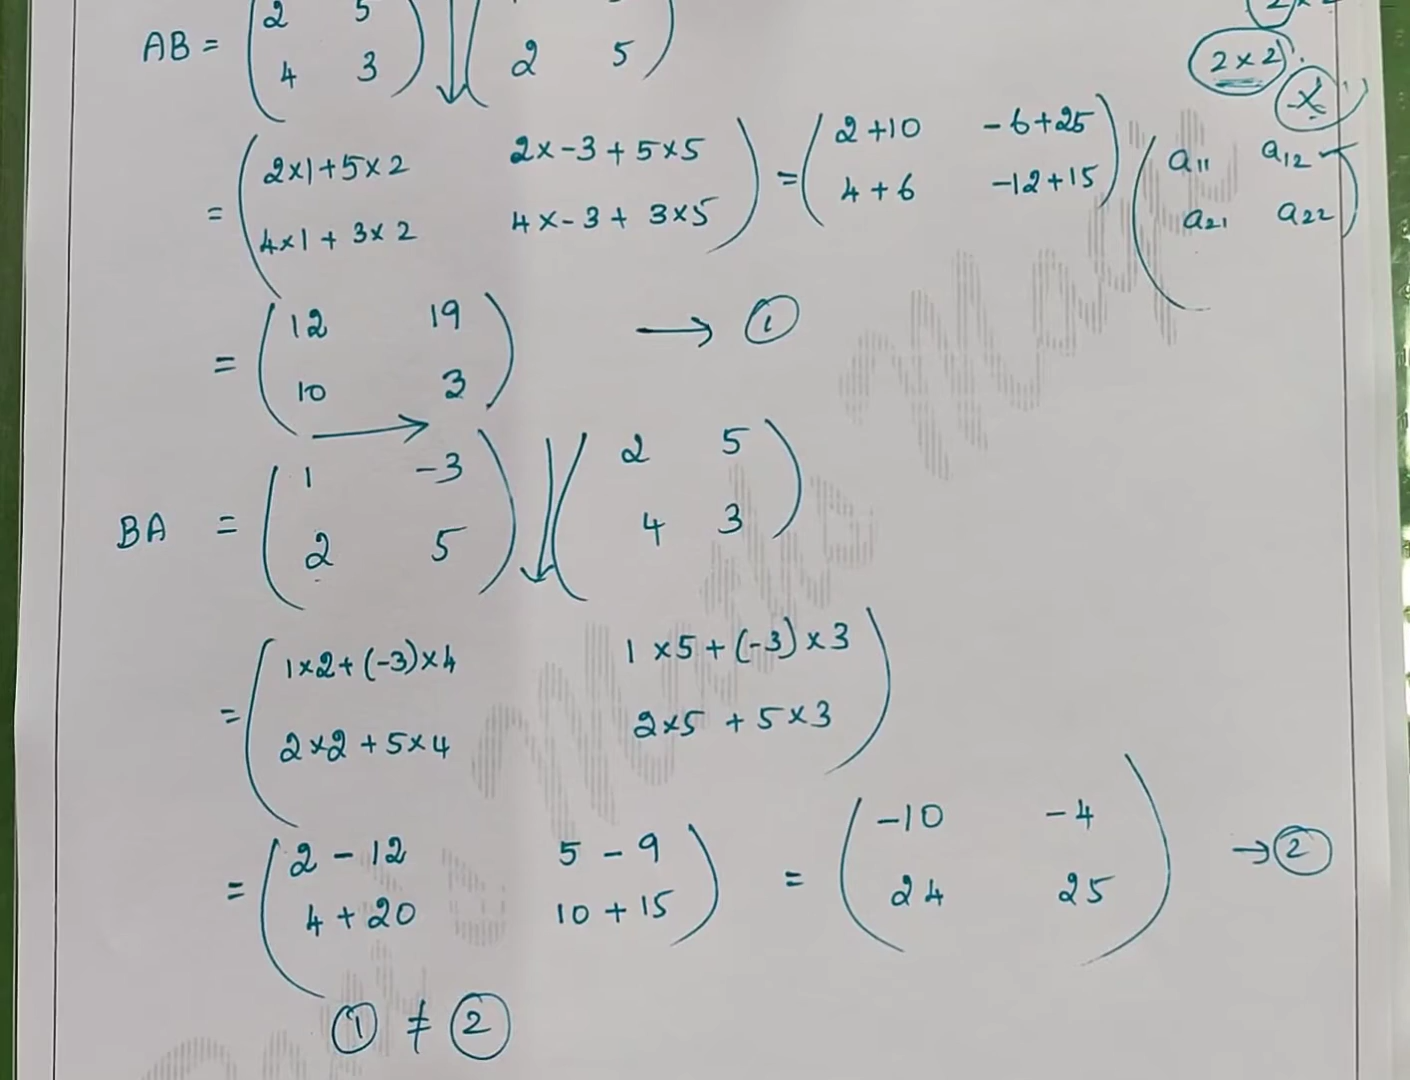 AB = ( 2 5
4 3 ) ( 2 5 )
2 × 2
= ( 2×1+5×2 2×-3+5×5
4×1+3×2 4×-3+3×5 ) = ( 2+10 -6+25
4+6 -12+15 ) ( a11 a12
a21 a22 )
= ( 12 19
10 3 ) → ①
BA = ( 1 -3
2 5 ) ( 2 5
4 3 )
= ( 1×2+(-3)×4 1×5+(-3)×3
2×2+5×4 2×5+5×3 )
= ( 2-12 5-9
4+20 10+15 ) = ( -10 -4
24 25 ) → ②
① ≠ ②